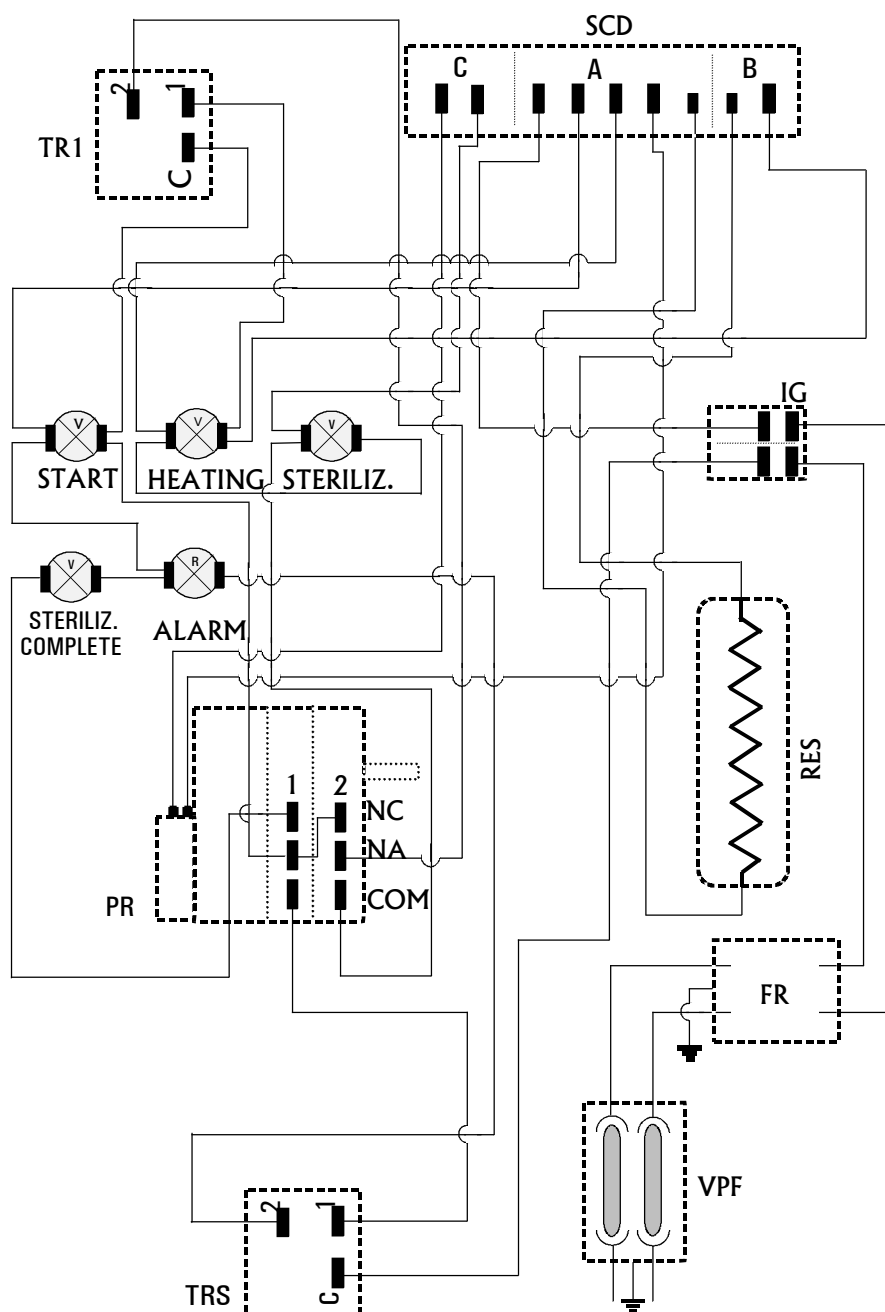 SCD
C A B
2 1
TR1
C
IG
V V V
START HEATING STERILIZ.
V R
STERILIZ.
COMPLETE
ALARM
RES
1 2
NC
NA
COM
PR
FR
VPF
2 1
TRS
C